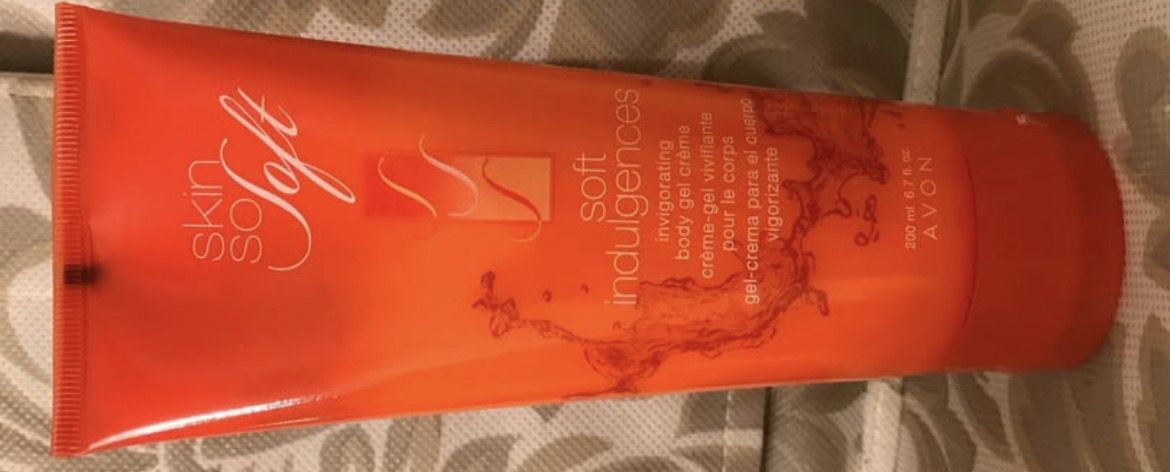 skin
so
Soft
soft
indulgences
invigorating
body gel crème
crème-gel vivifiante
pour le corps
gel-crema para el cuerpo
vigorizante
200 ml 6.7 fl. oz.
AVON